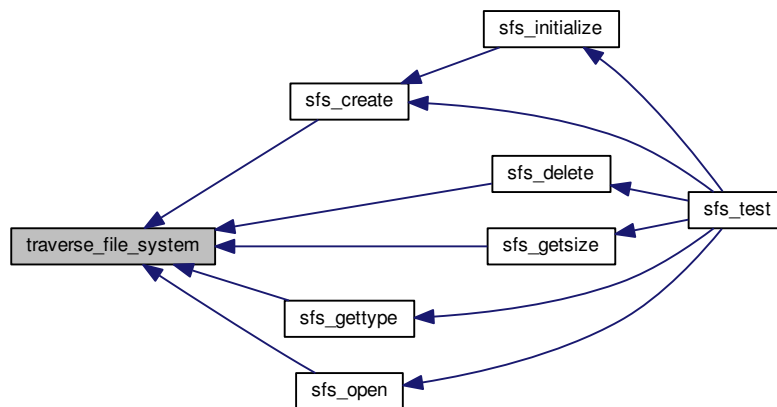 sfs_initialize
sfs_create
sfs_delete
sfs_test
traverse_file_system
sfs_getsize
sfs_gettype
sfs_open